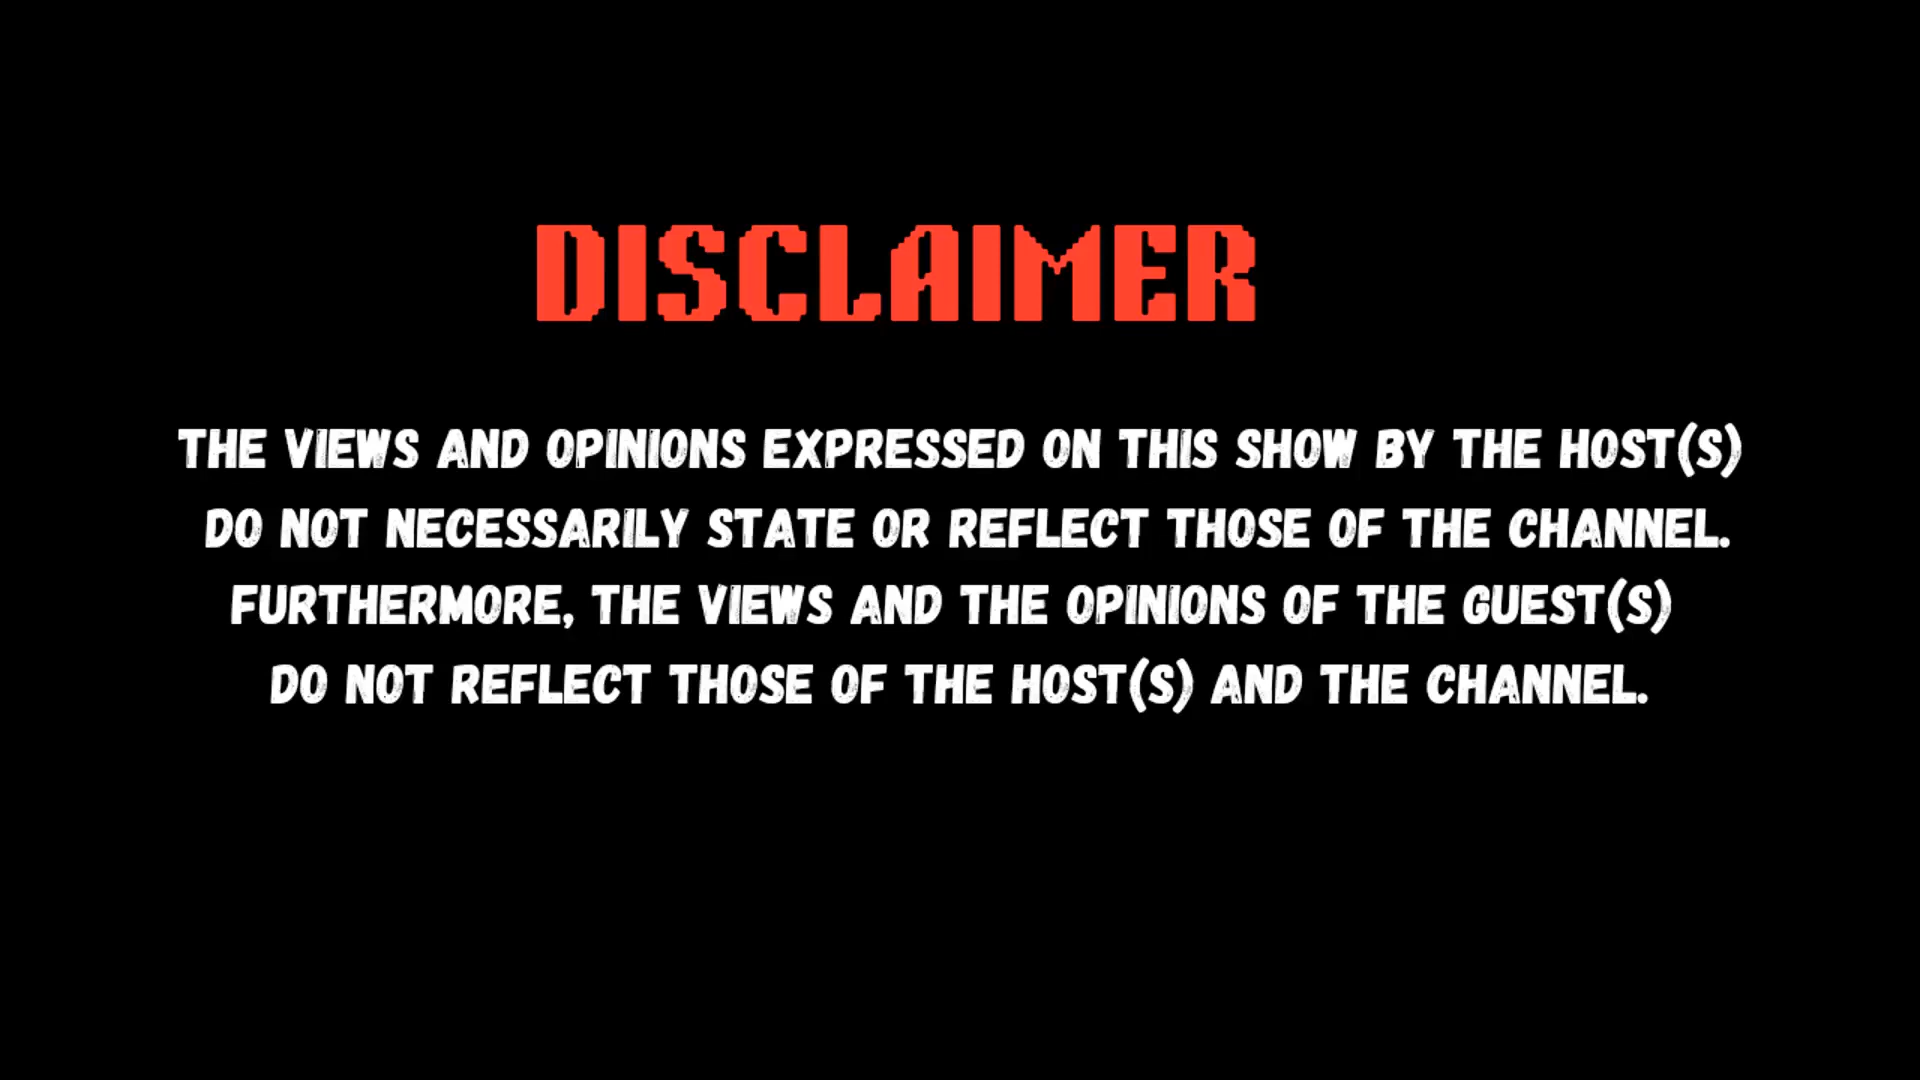 DISCLAIMER
THE VIEWS AND OPINIONS EXPRESSED ON THIS SHOW BY THE HOST(S)
DO NOT NECESSARILY STATE OR REFLECT THOSE OF THE CHANNEL.
FURTHERMORE, THE VIEWS AND THE OPINIONS OF THE GUEST(S)
DO NOT REFLECT THOSE OF THE HOST(S) AND THE CHANNEL.